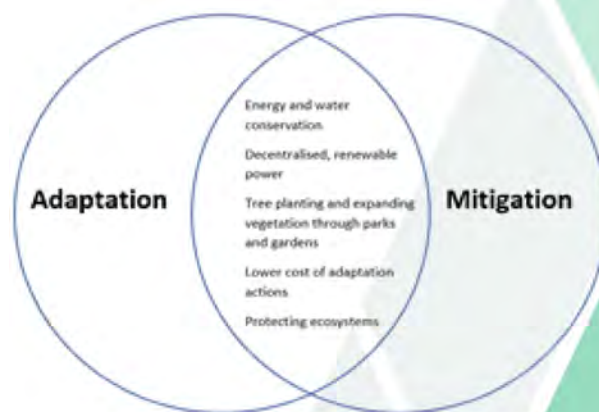 Energy and water
conservation
Decentralised, renewable
power
Adaptation
Mitigation
Tree planting and expanding
vegetation through parks
and gardens
Lower cost of adaptation
actions
Protecting ecosystems